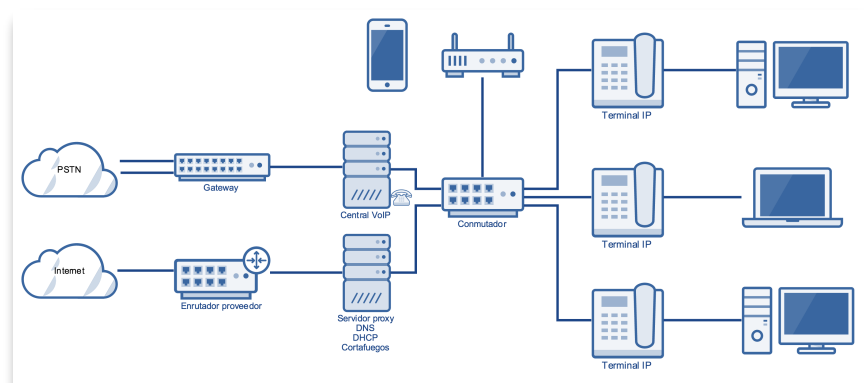 Terminal IP
PSTN
Gateway
Central VoIP
Conmutador
Terminal IP
Internet
Enrutador proveedor
Servidor proxy
DNS
DHCP
Cortafuegos
Terminal IP